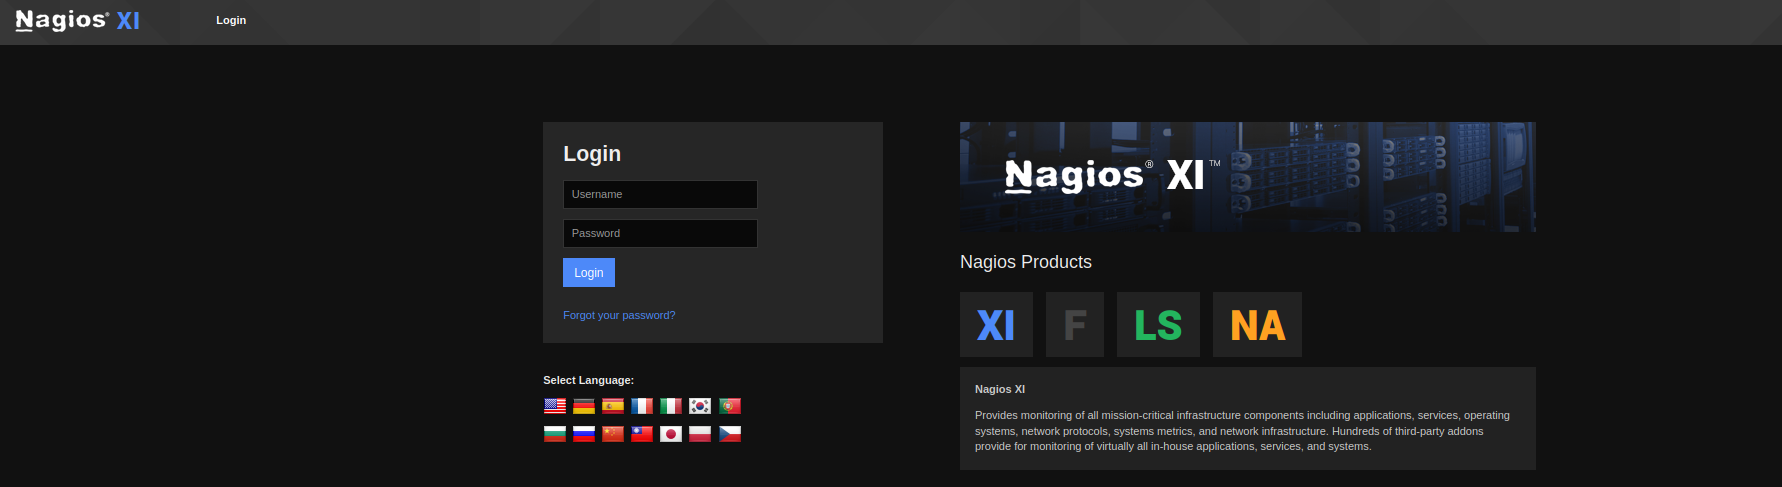 Nagios® XI
Login
Login
Username
Password
Login
Forgot your password?
Select Language:
Nagios® XI™
Nagios Products
XI
F
LS
NA
Nagios XI
Provides monitoring of all mission-critical infrastructure components including applications, services, operating
systems, network protocols, systems metrics, and network infrastructure. Hundreds of third-party addons
provide for monitoring of virtually all in-house applications, services, and systems.